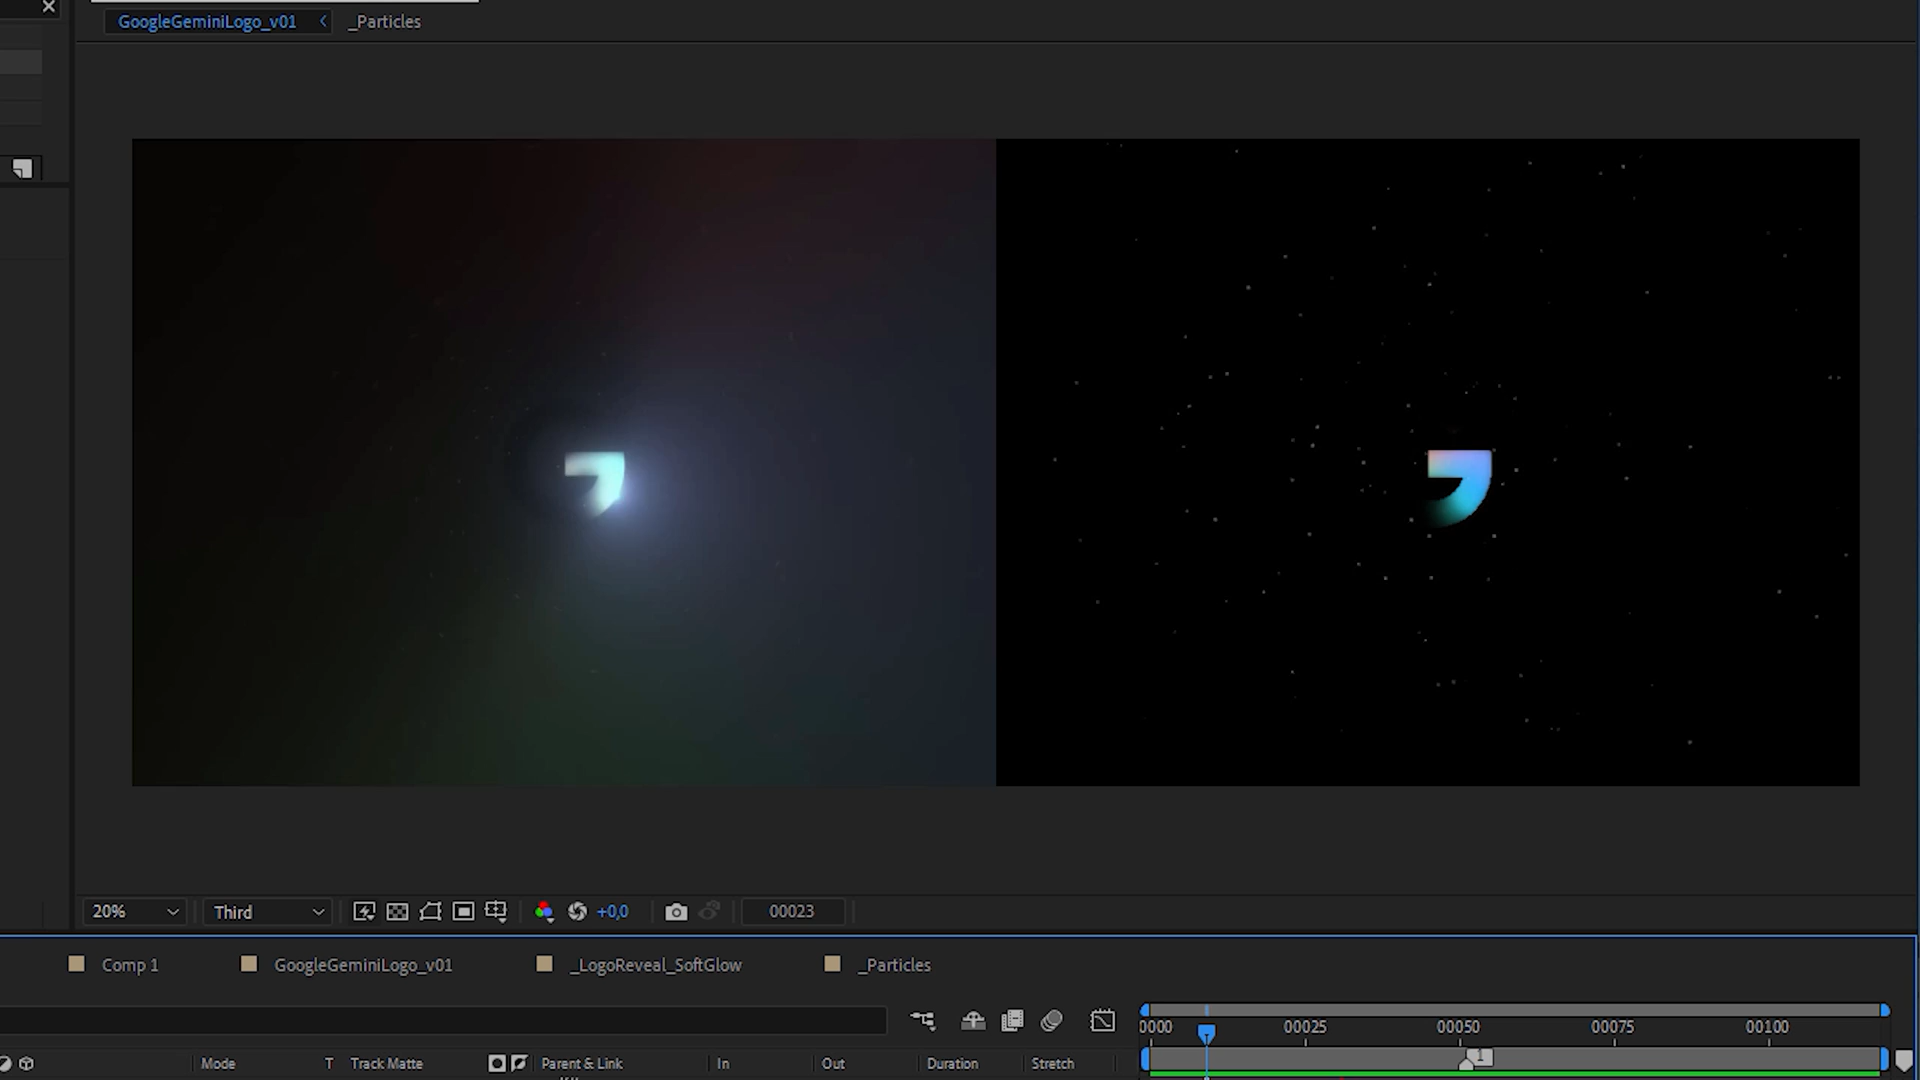 GoogleGeminiLogo_v01 _Particles
20% Third +0,0 00023
Comp 1 GoogleGeminiLogo_v01 _LogoReveal_SoftGlow _Particles
0000 00025 00050 00075 00100
1
Mode T Track Matte Parent & Link In Out Duration Stretch